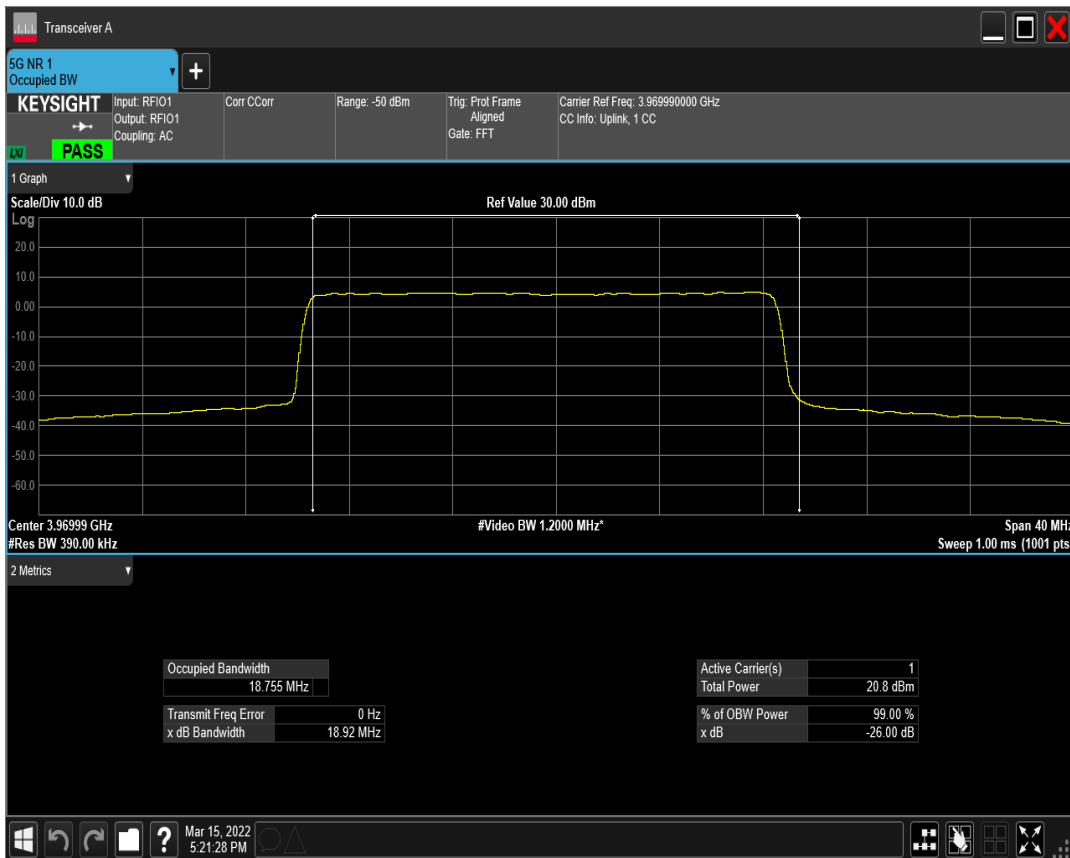 Transceiver A
5G NR 1
Occupied BW
+
KEYSIGHT
LXI
PASS
Input: RFIO1
Output: RFIO1
Coupling: AC
Corr CCorr
Range: -50 dBm
Trig: Prot Frame
Aligned
Gate: FFT
Carrier Ref Freq: 3.969990000 GHz
CC Info: Uplink, 1 CC
1 Graph
Scale/Div 10.0 dB
Ref Value 30.00 dBm
Log
20.0
10.0
0.00
-10.0
-20.0
-30.0
-40.0
-50.0
-60.0
Center 3.96999 GHz
#Video BW 1.2000 MHz*
Span 40 MHz
#Res BW 390.00 kHz
Sweep 1.00 ms (1001 pts
2 Metrics
Occupied Bandwidth
18.755 MHz
Transmit Freq Error 0 Hz
x dB Bandwidth 18.92 MHz
Active Carrier(s) 1
Total Power 20.8 dBm
% of OBW Power 99.00 %
x dB -26.00 dB
?
Mar 15, 2022
5:21:28 PM